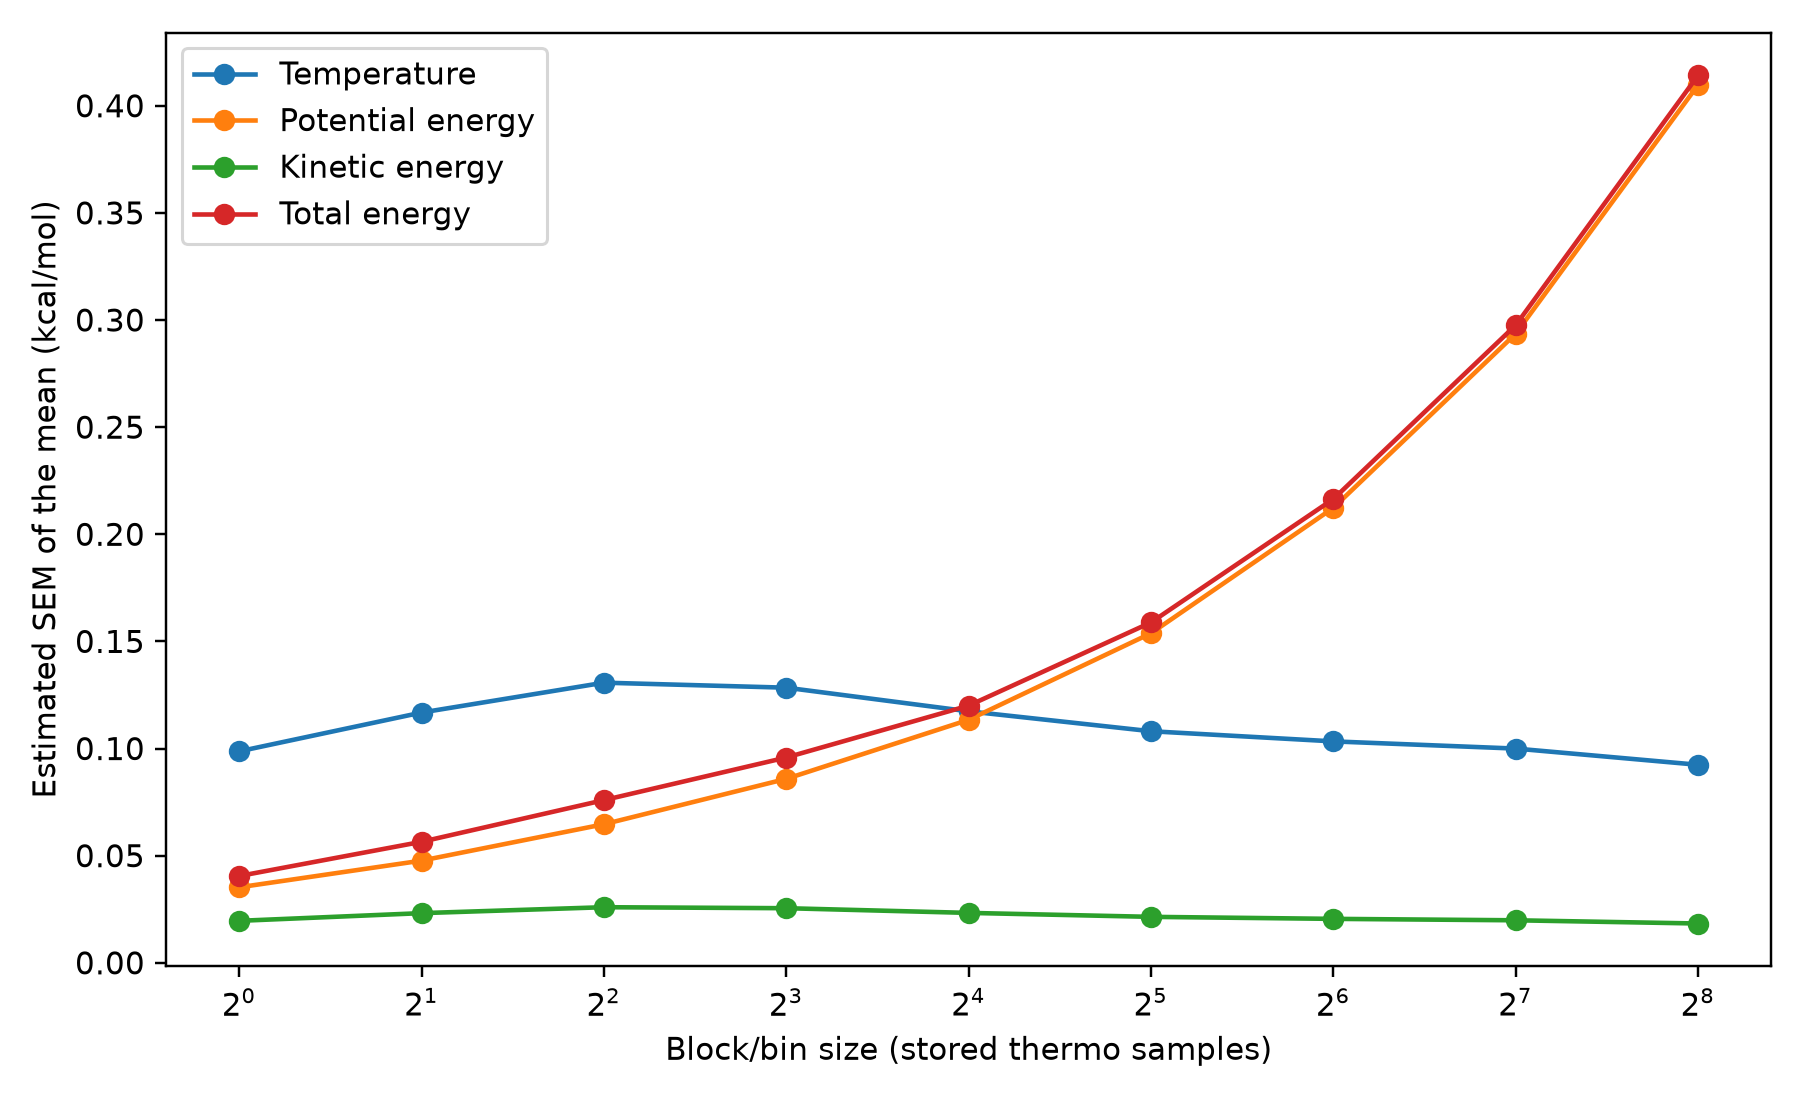 Temperature
Potential energy
Kinetic energy
Total energy
Estimated SEM of the mean (kcal/mol)
0.40
0.35
0.30
0.25
0.20
0.15
0.10
0.05
0.00
2⁰ 2¹ 2² 2³ 2⁴ 2⁵ 2⁶ 2⁷ 2⁸
Block/bin size (stored thermo samples)